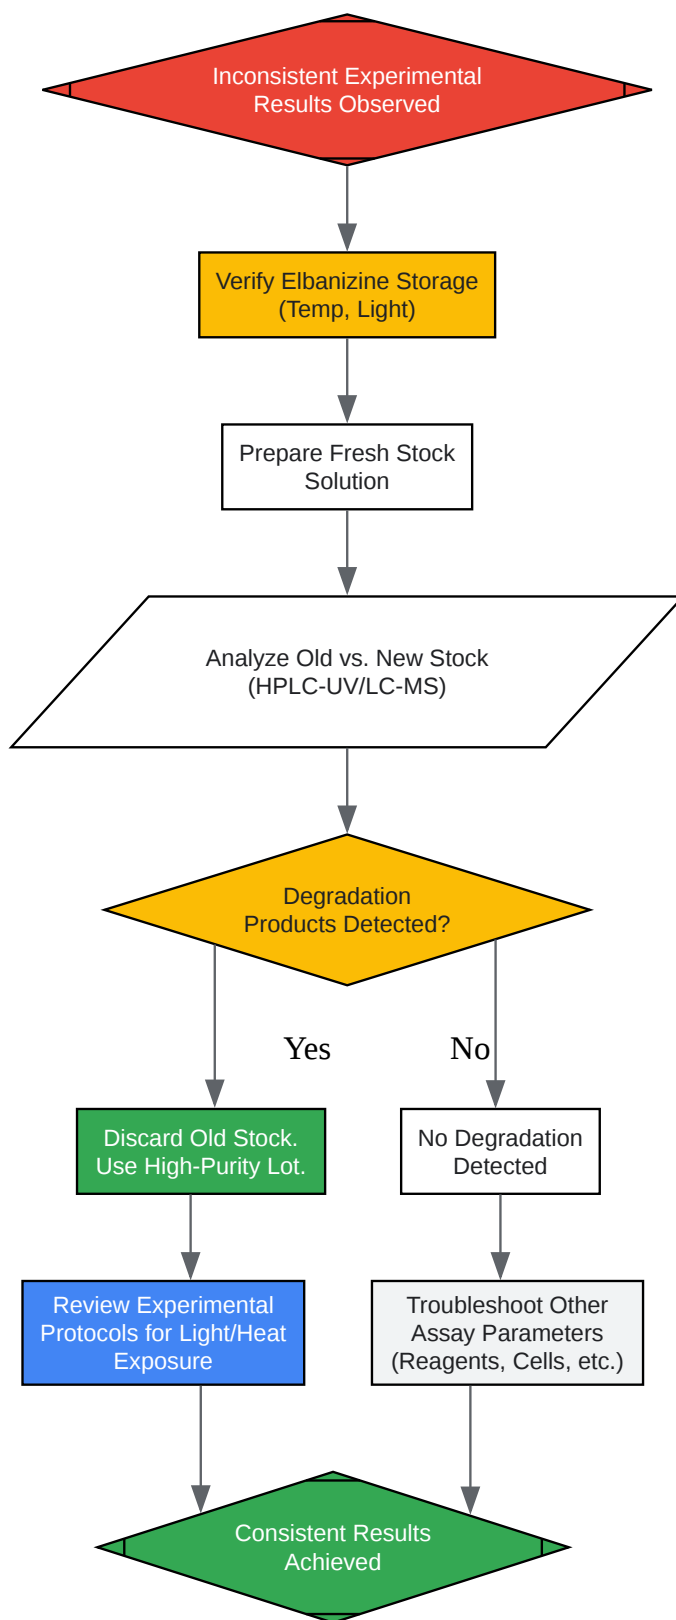 Inconsistent Experimental
Results Observed
Verify Elbanizine Storage
(Temp, Light)
Prepare Fresh Stock
Solution
Analyze Old vs. New Stock
(HPLC-UV/LC-MS)
Degradation
Products Detected?
Yes
No
Discard Old Stock.
Use High-Purity Lot.
No Degradation
Detected
Review Experimental
Protocols for Light/Heat
Exposure
Troubleshoot Other
Assay Parameters
(Reagents, Cells, etc.)
Consistent Results
Achieved